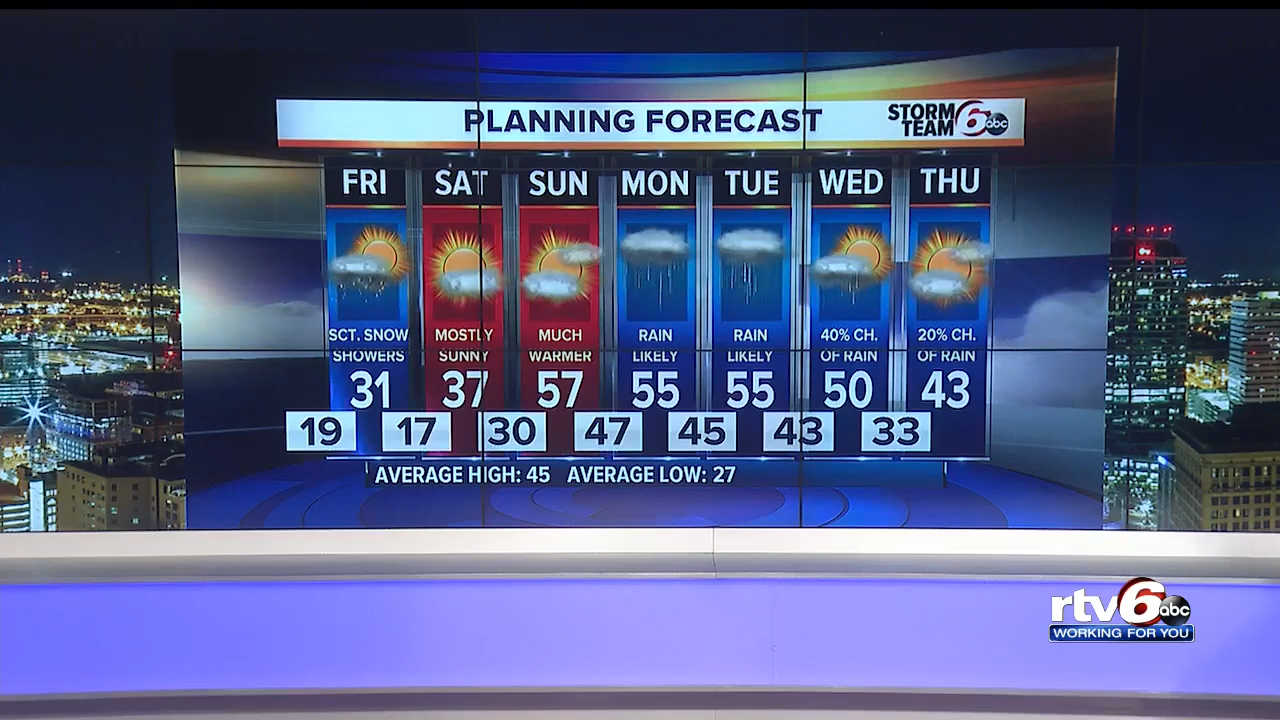 PLANNING FORECAST
STORM
TEAM 6 abc
FRI SAT SUN MON TUE WED THU
SCT. SNOW MOSTLY MUCH RAIN RAIN 40% CH. 20% CH.
SHOWERS SUNNY WARMER LIKELY LIKELY OF RAIN OF RAIN
31 37 57 55 55 50 43
19 17 30 47 45 43 33
AVERAGE HIGH: 45 AVERAGE LOW: 27
rtv6 abc
WORKING FOR YOU